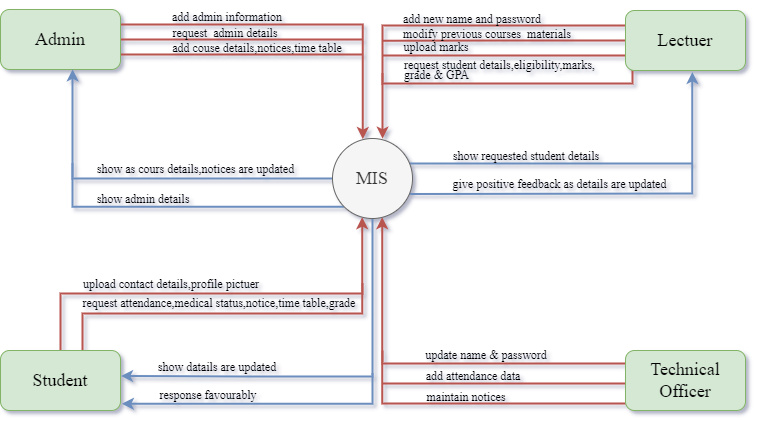 Admin
add admin information
request  admin details
add couse details,notices,time table
add new name and password
modify previous courses  materials
upload marks
request student details,eligibility,marks,
grade & GPA
Lectuer
show as cours details,notices are updated
show admin details
MIS
show requested student details
give positive feedback as details are updated
upload contact details,profile pictuer
request attendance,medical status,notice,time table,grade
Student
show datails are updated
response favourably
update name & password
add attendance data
maintain notices
Technical
Officer